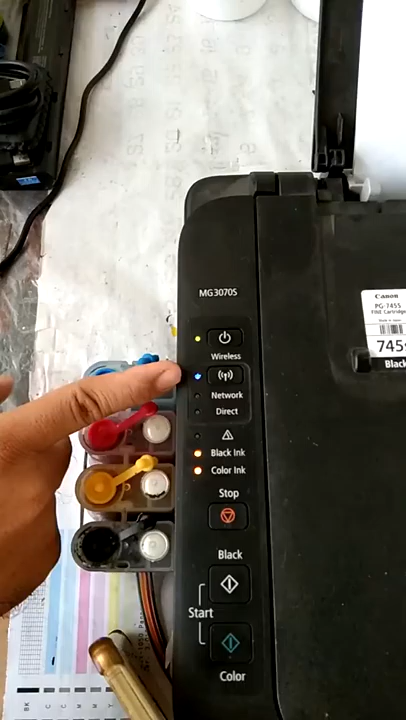 MG3070S
Canon
PG-745S
FINE Cartridge
745
Black
Wireless
Network
Direct
Black Ink
Color Ink
Stop
Black
Start
Color
BK
C
M